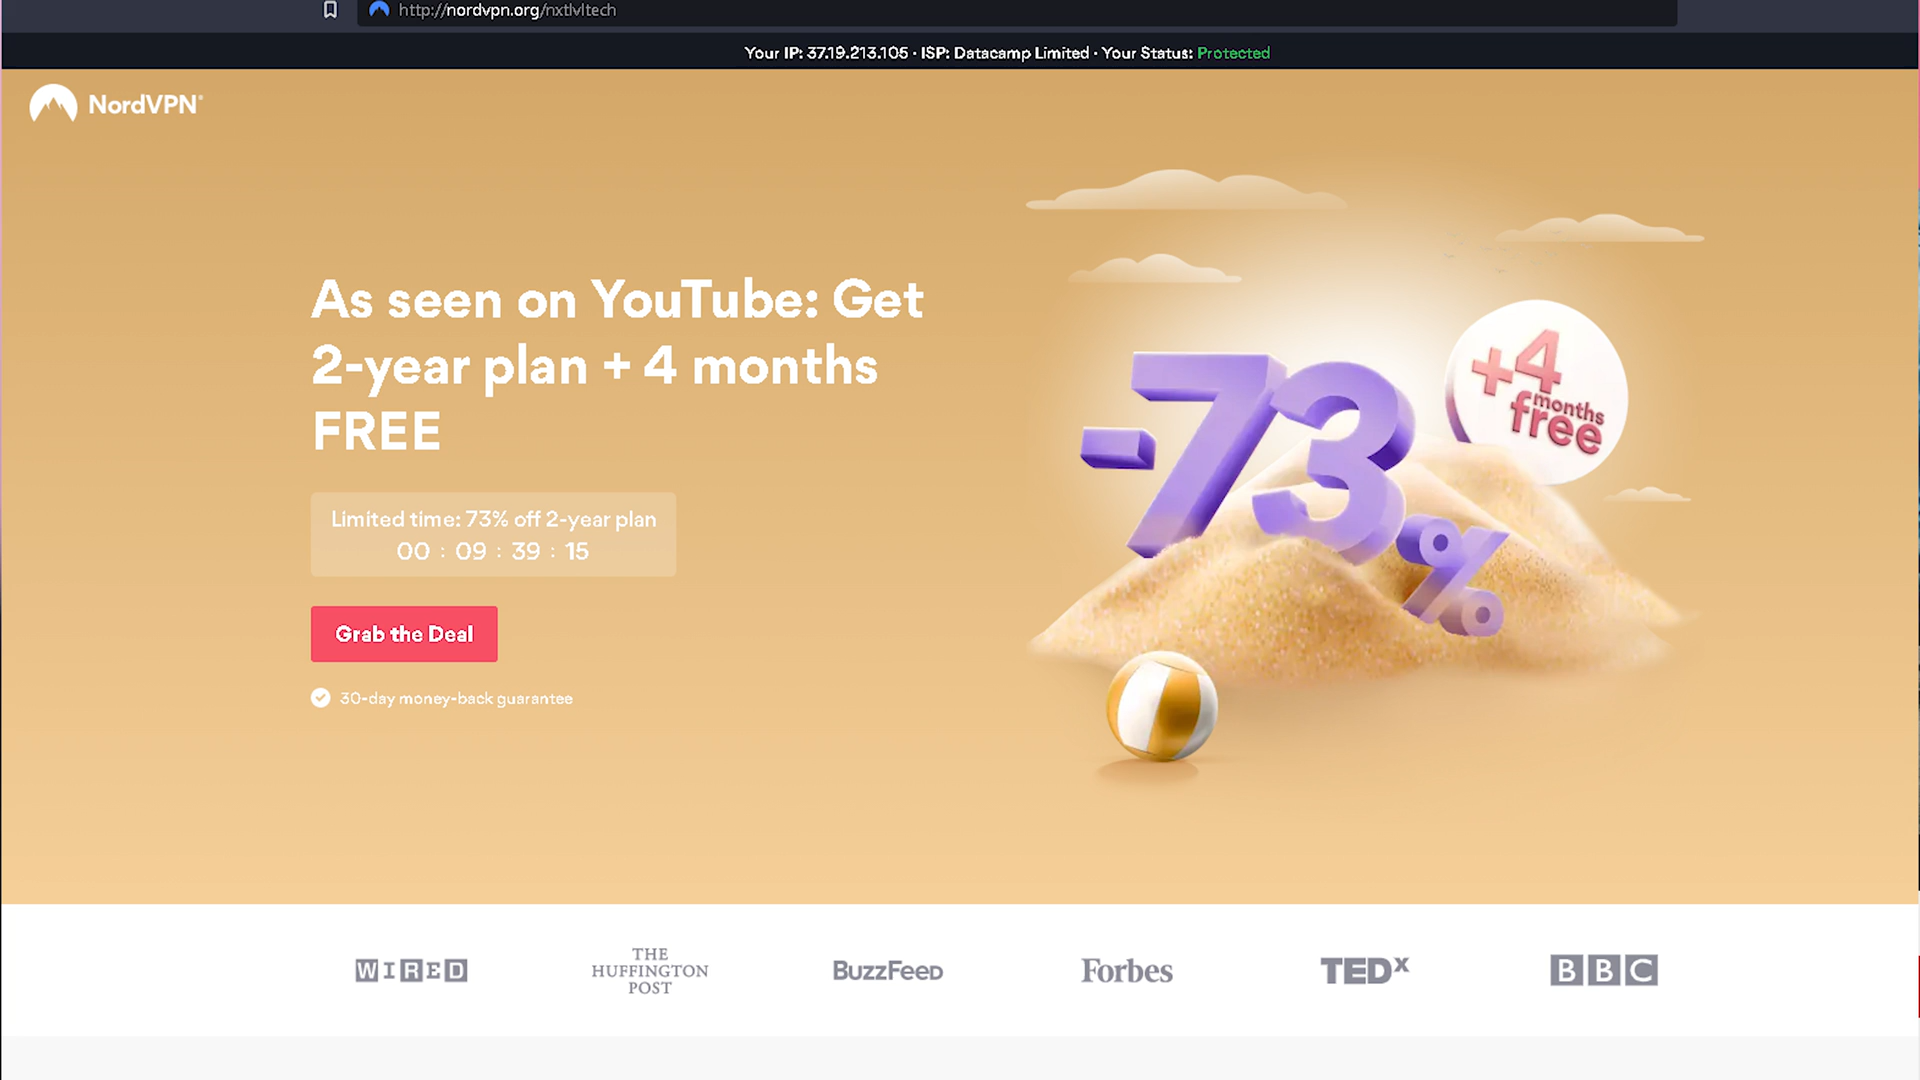 http://nordvpn.org/nxtlvltech
Your IP: 37.19.213.105 · ISP: Datacamp Limited · Your Status: Protected
NordVPN®
As seen on YouTube: Get
2-year plan + 4 months
FREE
Limited time: 73% off 2-year plan
00 : 09 : 39 : 15
Grab the Deal
30-day money-back guarantee
-73%
+4
months
free
WIRED
THE
HUFFINGTON
POST
BuzzFeed
Forbes
TEDx
BBC